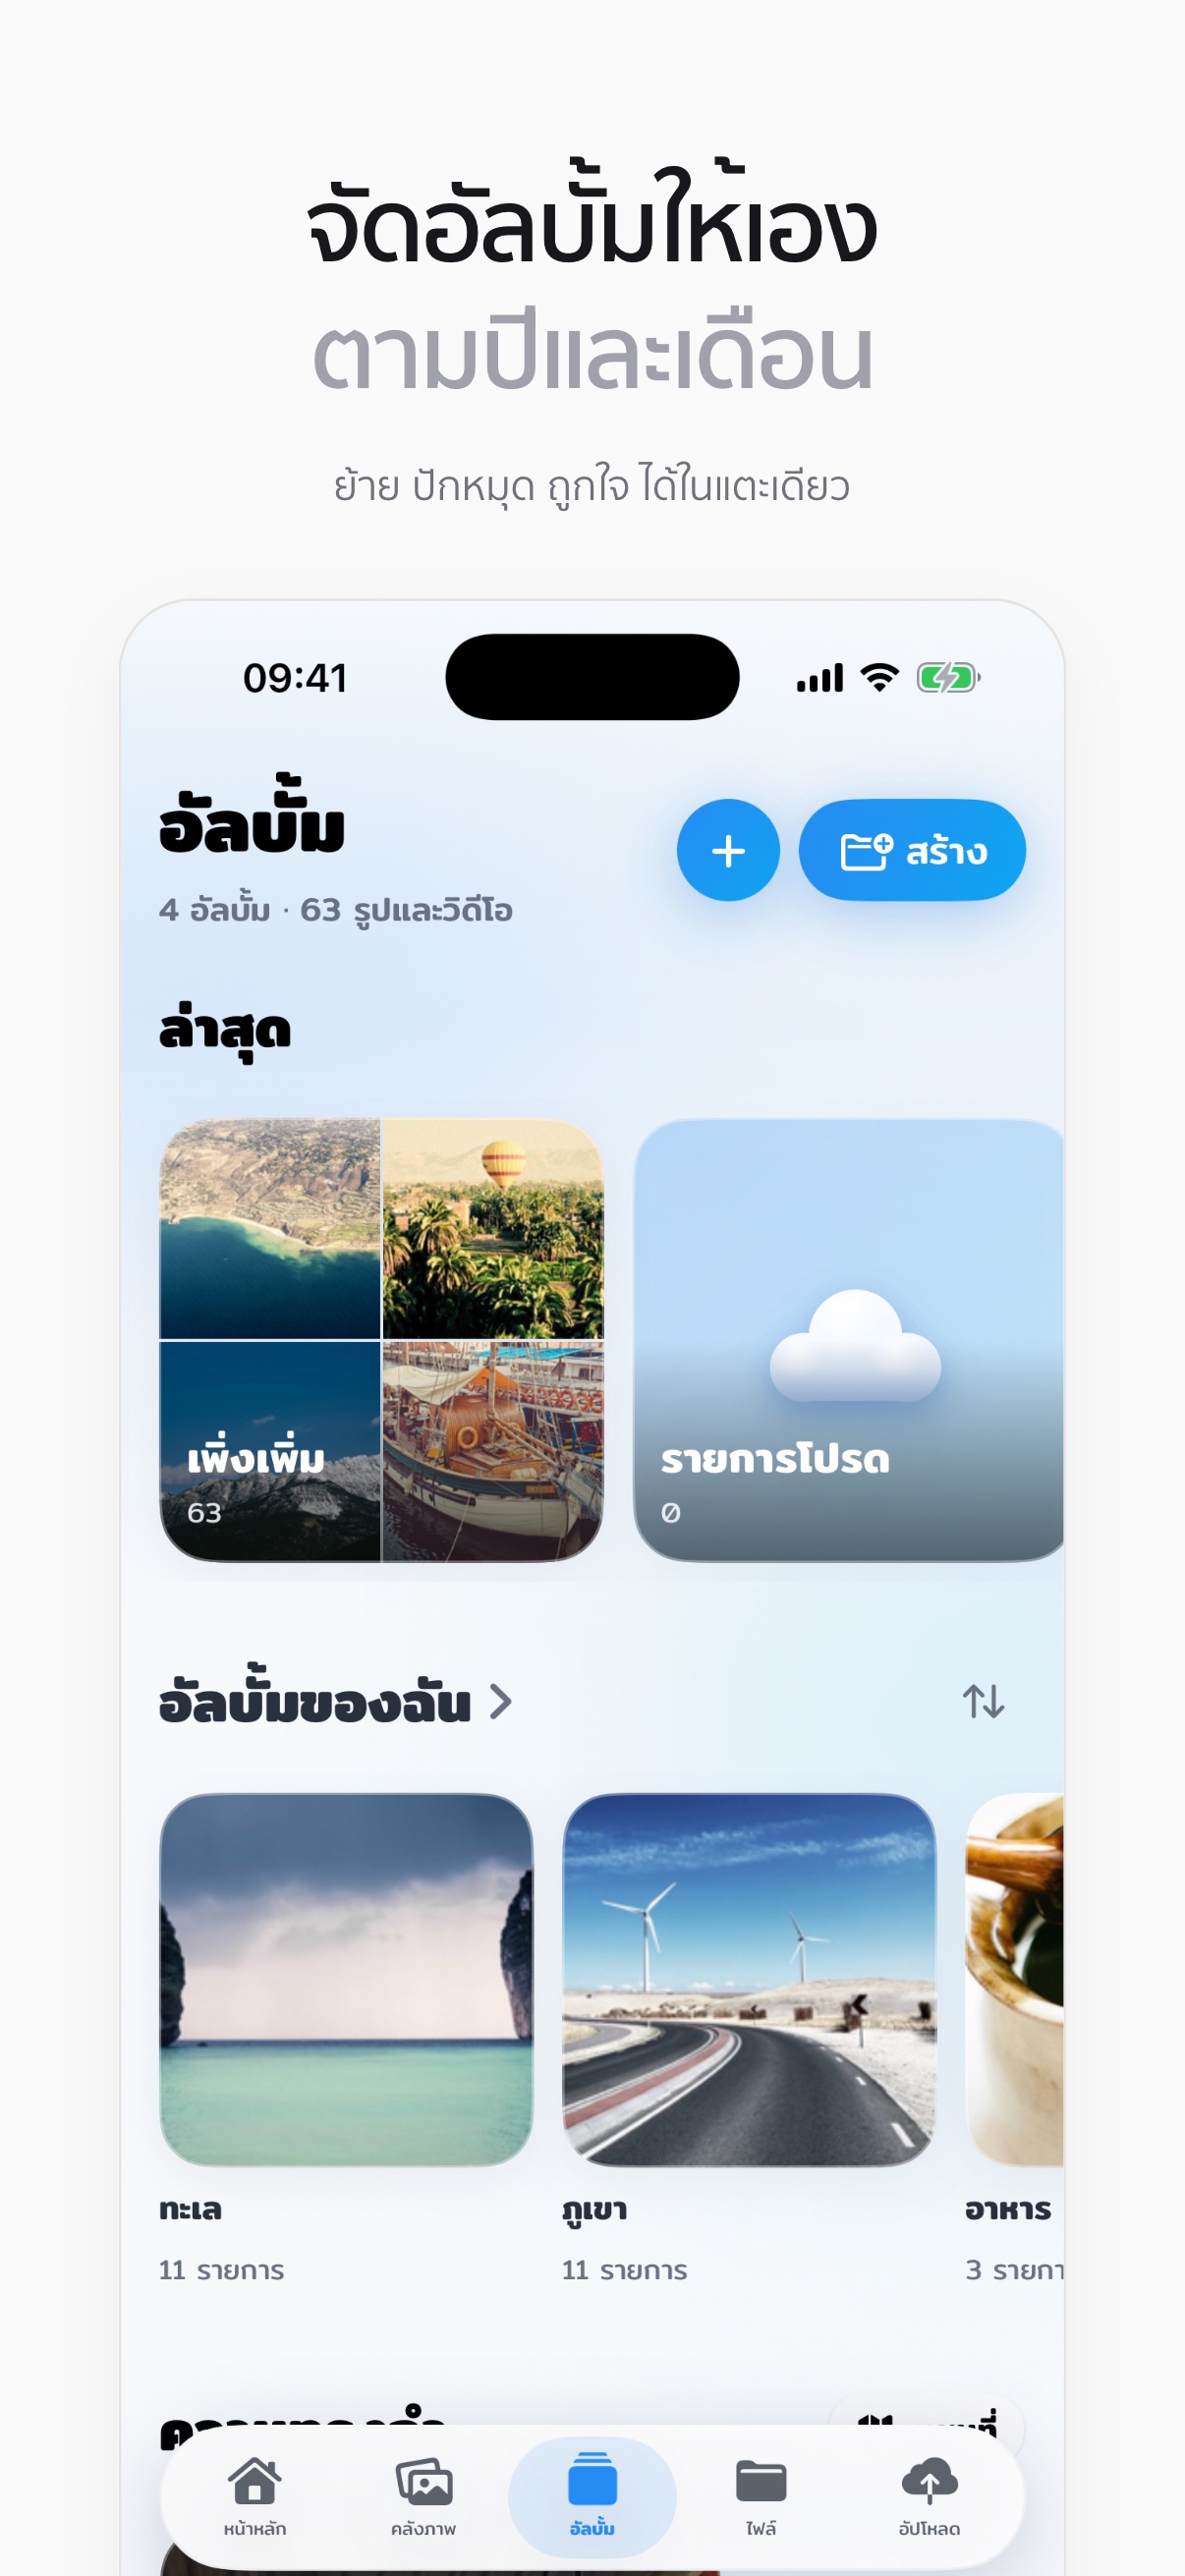 จัดอัลบั้มให้เอง
ตามปีและเดือน
ย้าย ปักหมุด ถูกใจ ได้ในแตะเดียว
09:41
อัลบั้ม
สร้าง
4 อัลบั้ม · 63 รูปและวิดีโอ
ล่าสุด
เพิ่งเพิ่ม
63
รายการโปรด
0
อัลบั้มของฉัน
ทะเล
11 รายการ
ภูเขา
11 รายการ
อาหาร
3
หน้าหลัก
คลังภาพ
อัลบั้ม
ไฟล์
อัปโหลด